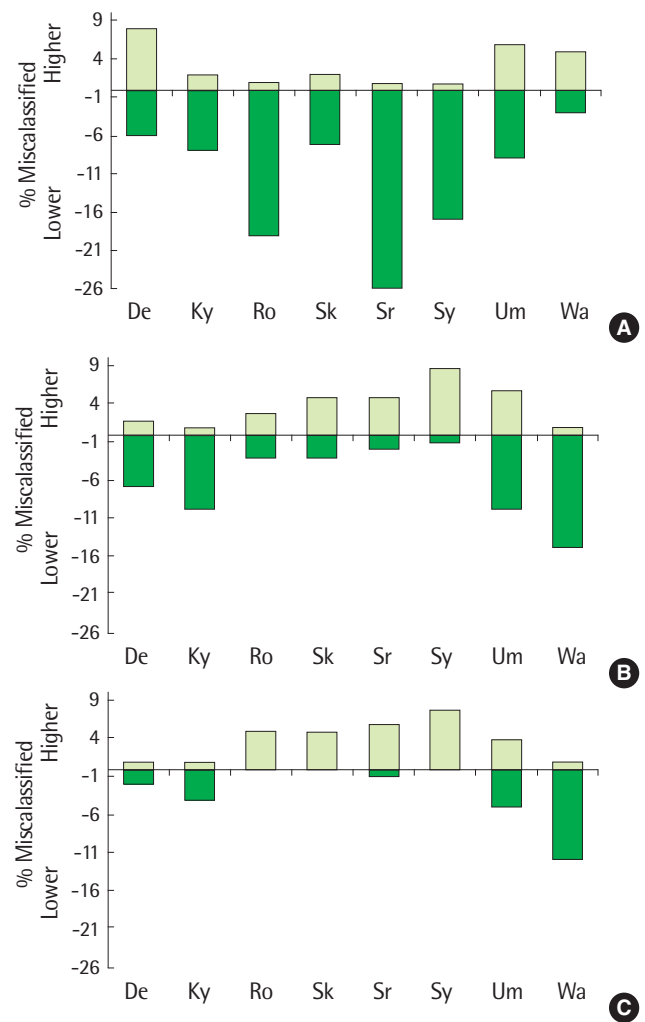 9
4
-1
-6
-11
-16
-21
-26
% Miscalassified
Lower Higher
De Ky Ro Sk Sr Sy Um Wa
A
9
4
-1
-6
-11
-16
-21
-26
% Miscalassified
Lower Higher
De Ky Ro Sk Sr Sy Um Wa
B
9
4
-1
-6
-11
-16
-21
-26
% Miscalassified
Lower Higher
De Ky Ro Sk Sr Sy Um Wa
C